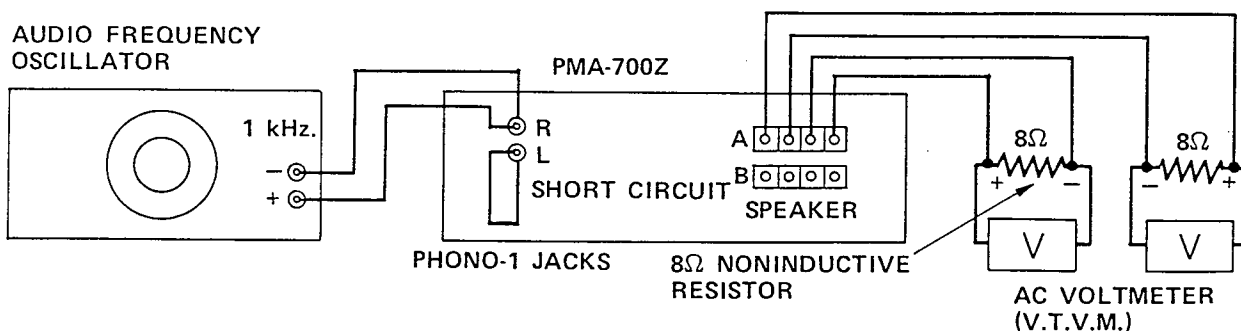 AUDIO FREQUENCY
OSCILLATOR
1 kHz.
−
+
PMA-700Z
R
L
SHORT CIRCUIT
PHONO-1 JACKS
A
B
SPEAKER
8Ω
+
−
8Ω
−
+
V
V
8Ω NONINDUCTIVE
RESISTOR
AC VOLTMETER
(V.T.V.M.)